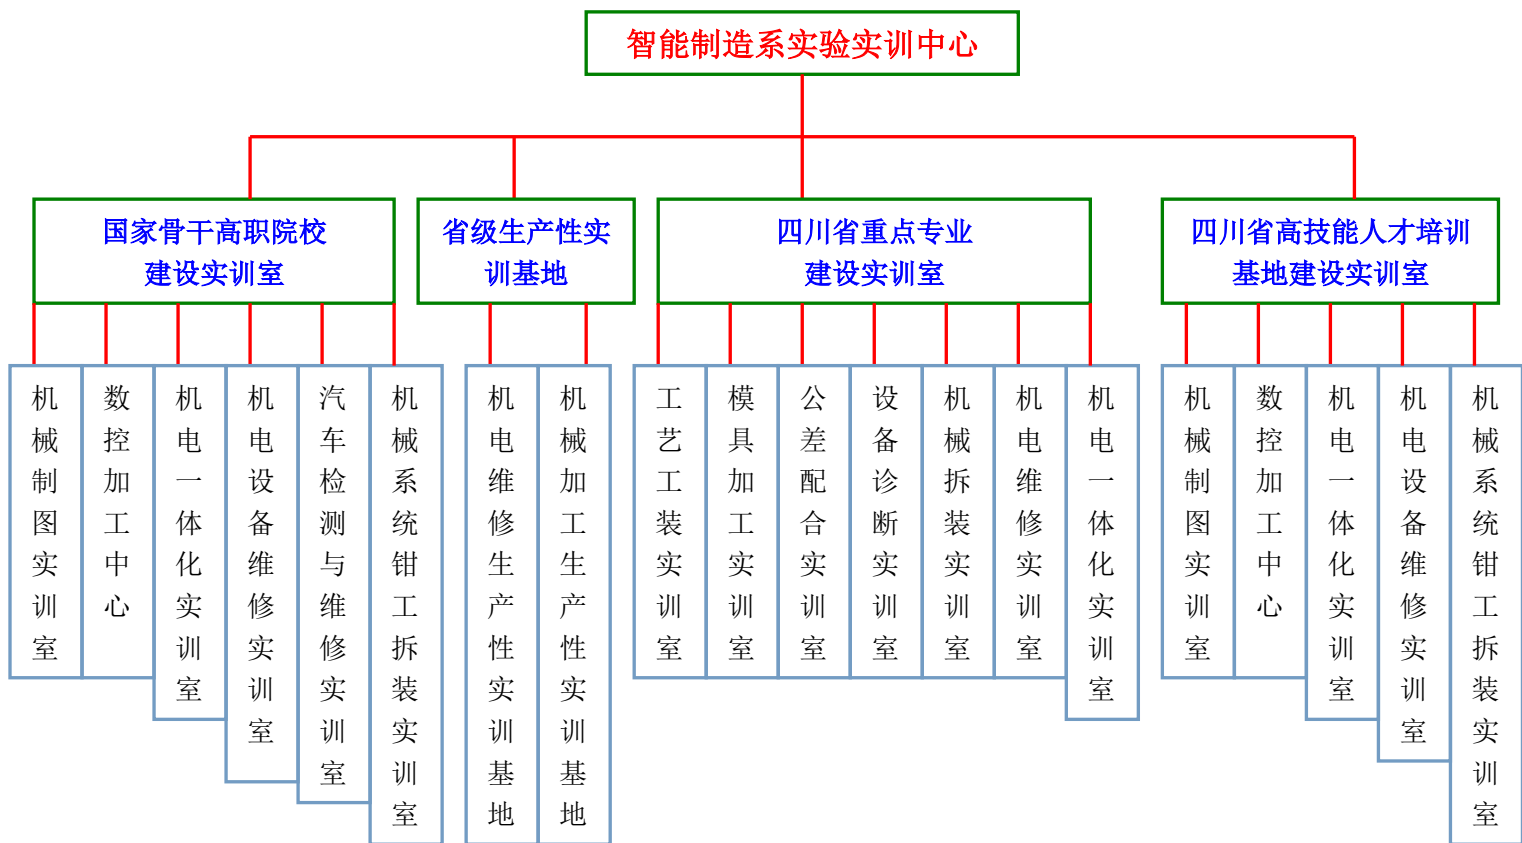 智能制造系实验实训中心
国家骨干高职院校
建设实训室
省级生产性实
训基地
四川省重点专业
建设实训室
四川省高技能人才培训
基地建设实训室
机械制图实训室
数控加工中心
机电一体化实训室
机电设备维修实训室
汽车检测与维修实训室
机械系统钳工拆装实训室
机电维修生产性实训基地
机械加工生产性实训基地
工艺工装实训室
模具加工实训室
公差配合实训室
设备诊断实训室
机械拆装实训室
机电维修实训室
机电一体化实训室
机械制图实训室
数控加工中心
机电一体化实训室
机电设备维修实训室
机械系统钳工拆装实训室